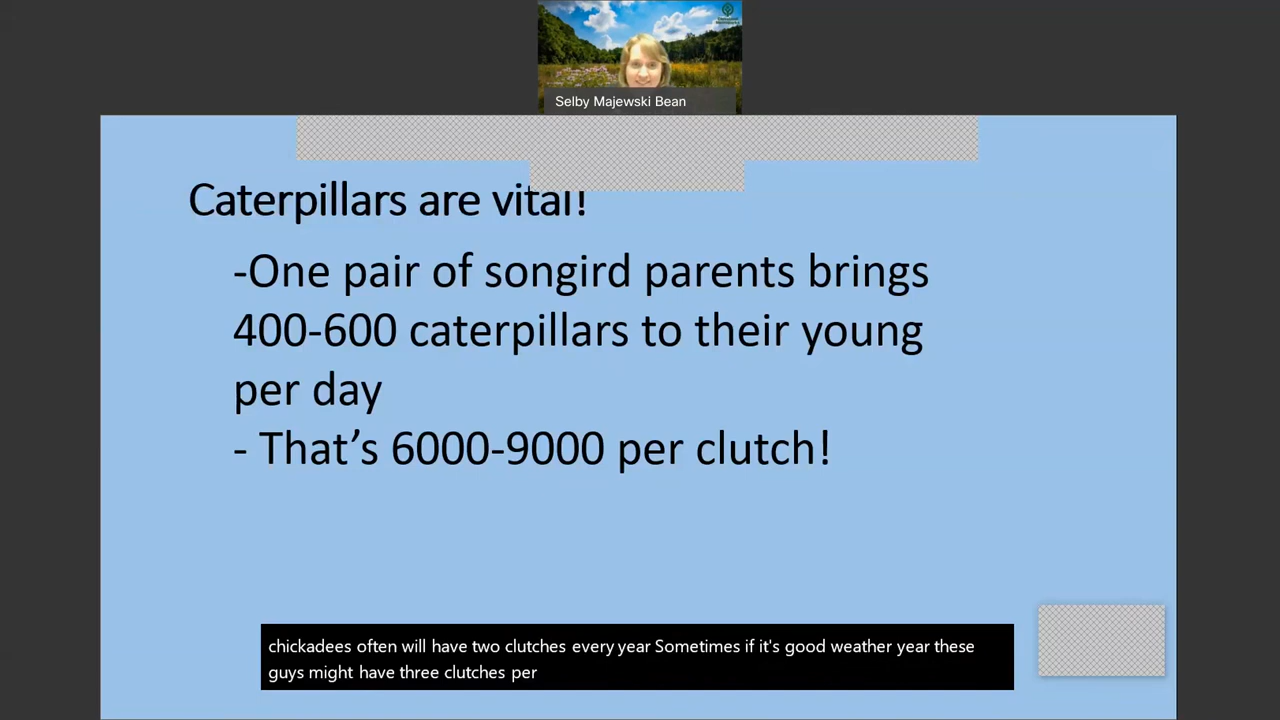 Selby Majewski Bean
Caterpillars are vital!
-One pair of songird parents brings
400-600 caterpillars to their young
per day
- That’s 6000-9000 per clutch!
chickadees often will have two clutches every year Sometimes if it's good weather year these
guys might have three clutches per